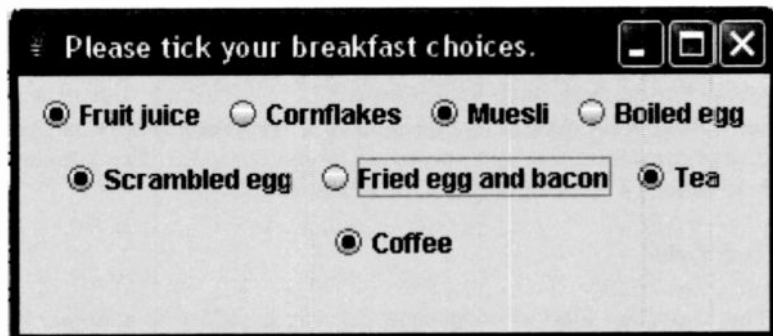 Please tick your breakfast choices.
Fruit juice Cornflakes Muesli Boiled egg
Scrambled egg Fried egg and bacon Tea
Coffee